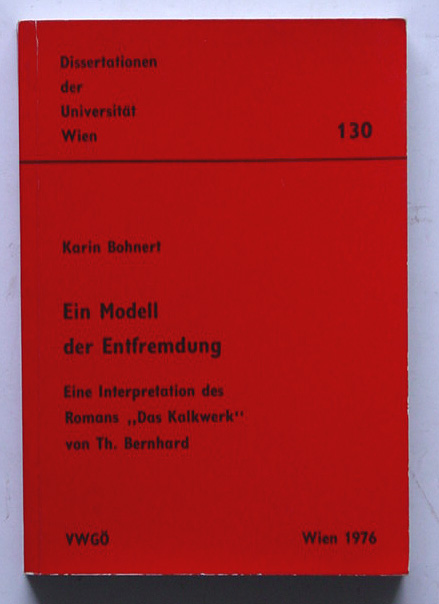 Dissertationen
der
Universität
Wien 130
Karin Bohnert
Ein Modell
der Entfremdung
Eine Interpretation des
Romans „Das Kalkwerk"
von Th. Bernhard
VWGÖ Wien 1976